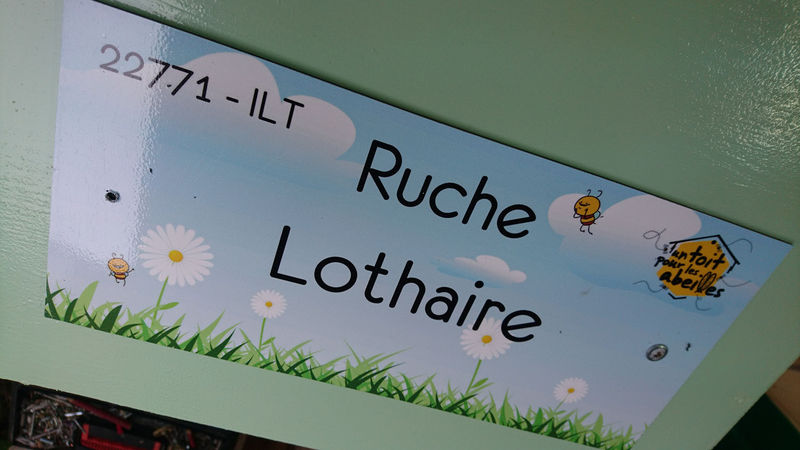 22771 - ILT
Ruche
Lothaire
un toit
pour les
abeilles